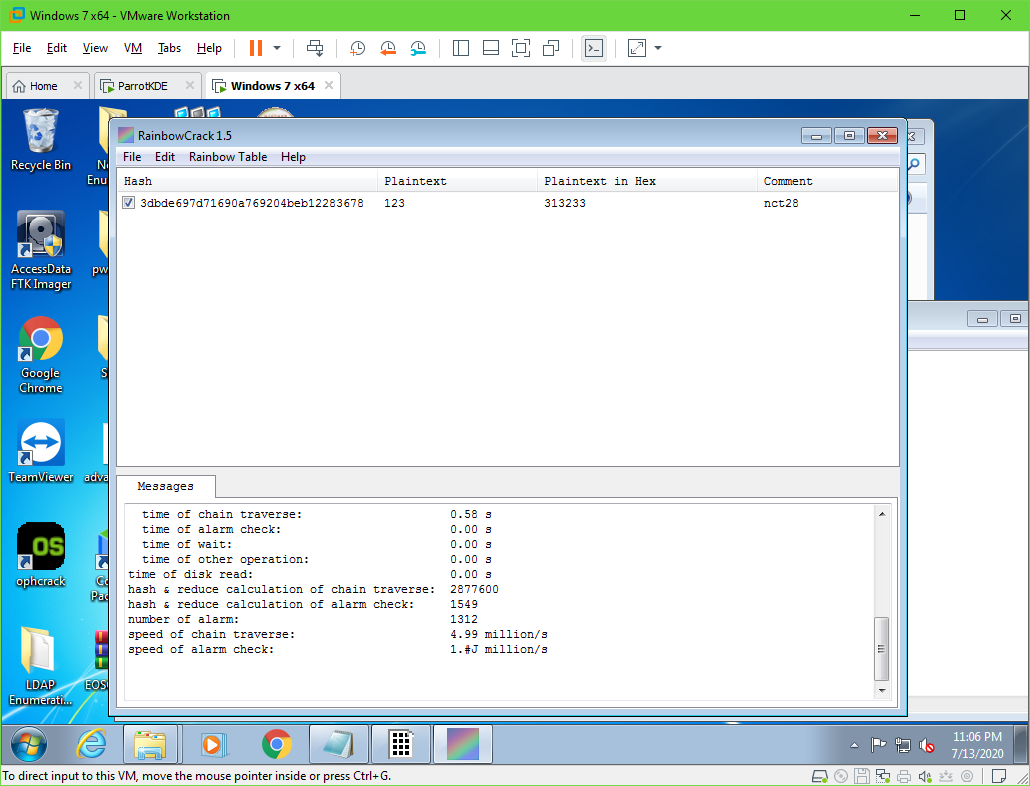 Windows 7 x64 - VMware Workstation
File Edit View VM Tabs Help
Home ParrotKDE Windows 7 x64
Recycle Bin
AccessData
FTK Imager
Google
Chrome
TeamViewer
OS
ophcrack
LDAP
Enumerati...
RainbowCrack 1.5
File Edit Rainbow Table Help
Hash Plaintext Plaintext in Hex Comment
3dbde697d71690a769204beb12283678 123 313233 nct28
Messages
time of chain traverse: 0.58 s
time of alarm check: 0.00 s
time of wait: 0.00 s
time of other operation: 0.00 s
time of disk read: 0.00 s
hash & reduce calculation of chain traverse: 2877600
hash & reduce calculation of alarm check: 1549
number of alarm: 1312
speed of chain traverse: 4.99 million/s
speed of alarm check: 1.#J million/s
11:06 PM
7/13/2020
To direct input to this VM, move the mouse pointer inside or press Ctrl+G.